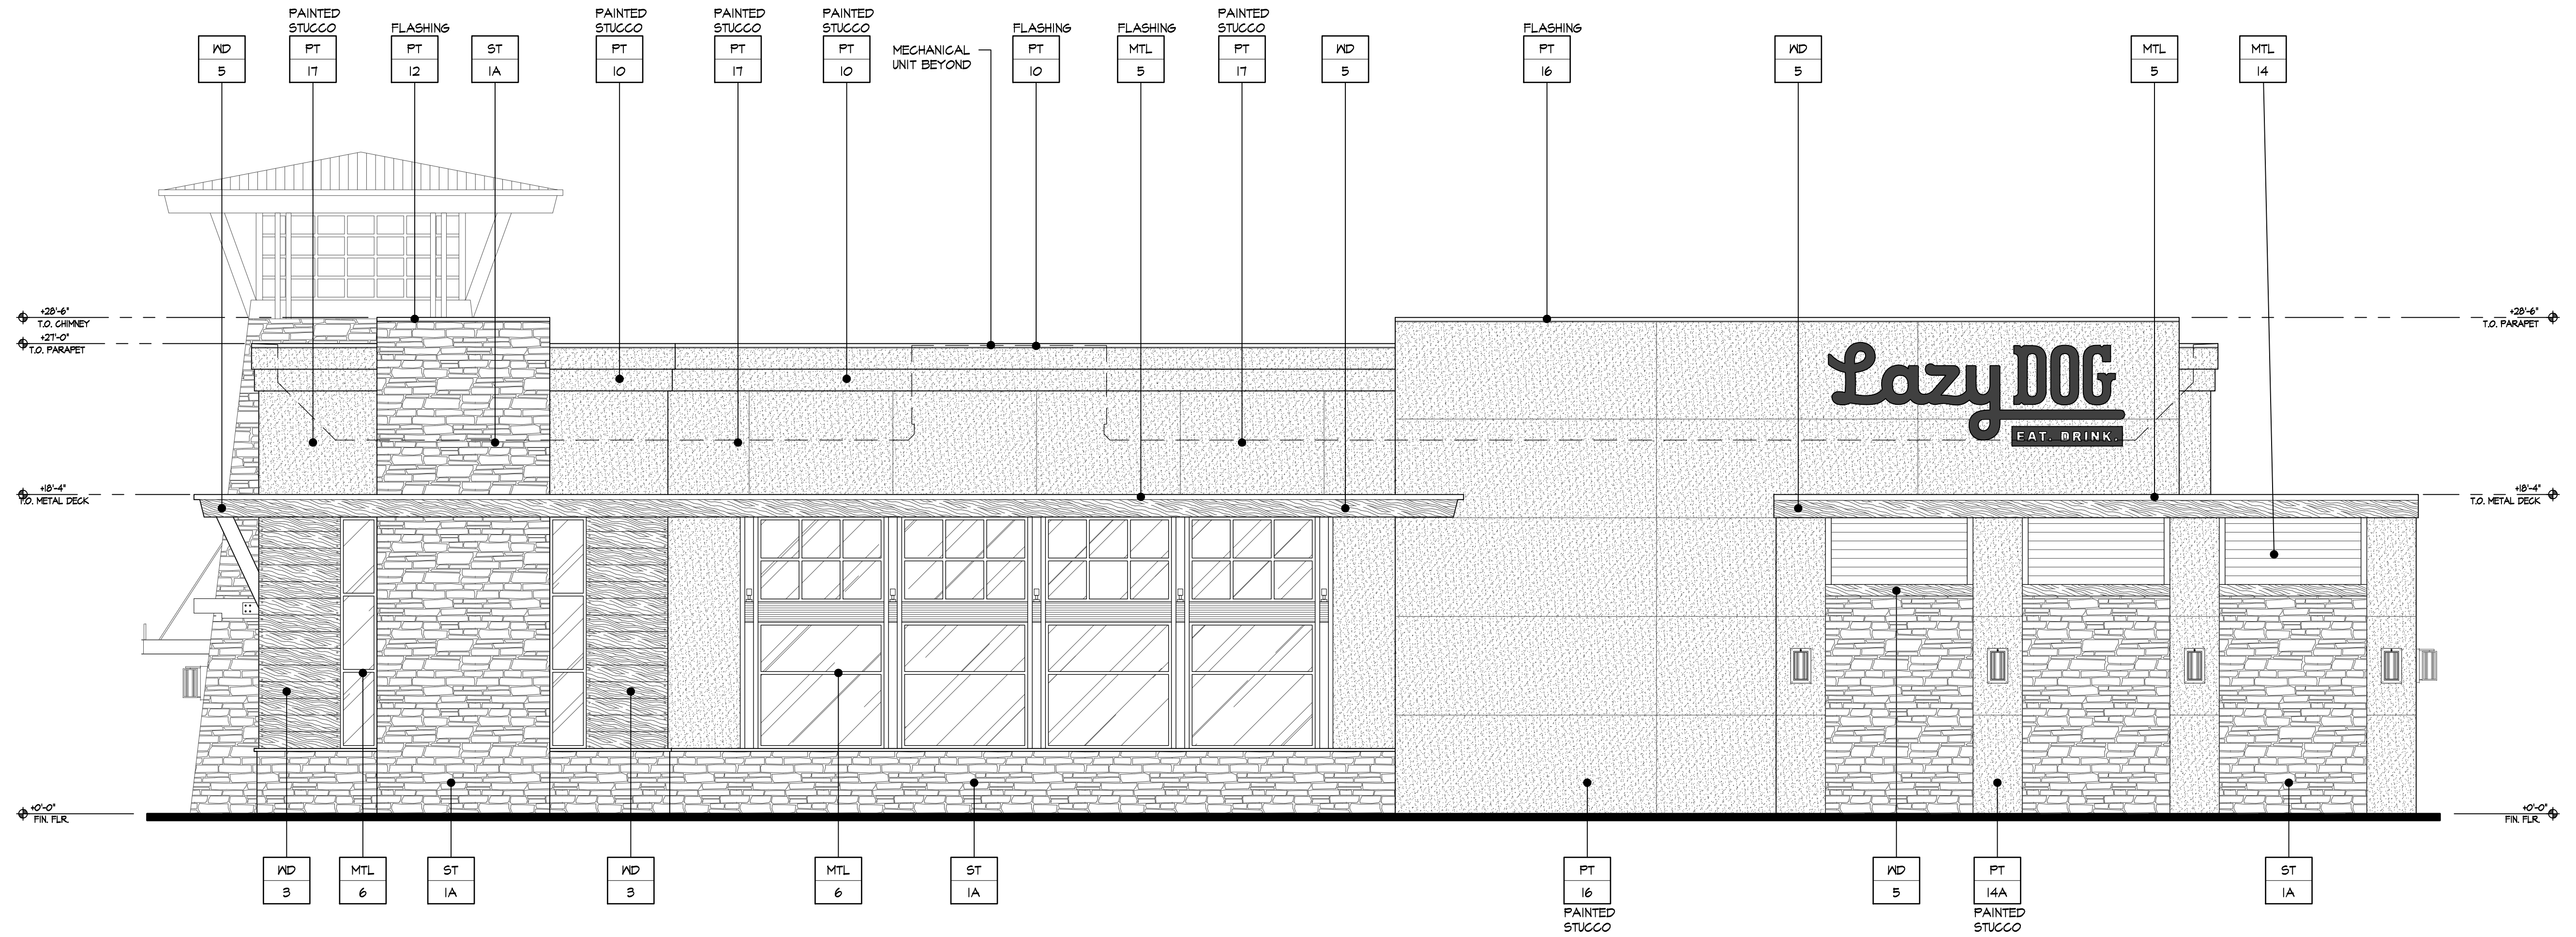 PAINTED
STUCCO
FLASHING
PAINTED
STUCCO
PAINTED
STUCCO
PAINTED
STUCCO
FLASHING
FLASHING
PAINTED
STUCCO
FLASHING
WD
5
PT
17
PT
12
ST
1A
PT
10
PT
17
PT
10
MECHANICAL
UNIT BEYOND
PT
10
MTL
5
PT
17
WD
5
PT
16
WD
5
MTL
5
MTL
14
+28'-6"
T.O. CHIMNEY
+27'-0"
T.O. PARAPET
+28'-6"
T.O. PARAPET
Lazy DOG
EAT. DRINK.
+18'-4"
T.O. METAL DECK
+18'-4"
T.O. METAL DECK
+0'-0"
FIN. FLR.
+0'-0"
FIN. FLR.
WD
3
MTL
6
ST
1A
WD
3
MTL
6
ST
1A
PT
16
PAINTED
STUCCO
WD
5
PT
14A
PAINTED
STUCCO
ST
1A